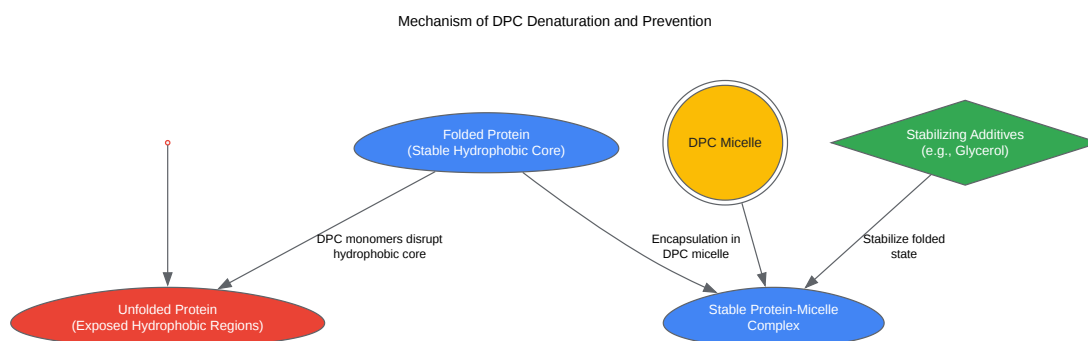 Mechanism of DPC Denaturation and Prevention
Folded Protein
(Stable Hydrophobic Core)
DPC Micelle
Stabilizing Additives
(e.g., Glycerol)
DPC monomers disrupt
hydrophobic core
Encapsulation in
DPC micelle
Stabilize folded
state
Unfolded Protein
(Exposed Hydrophobic Regions)
Stable Protein-Micelle
Complex